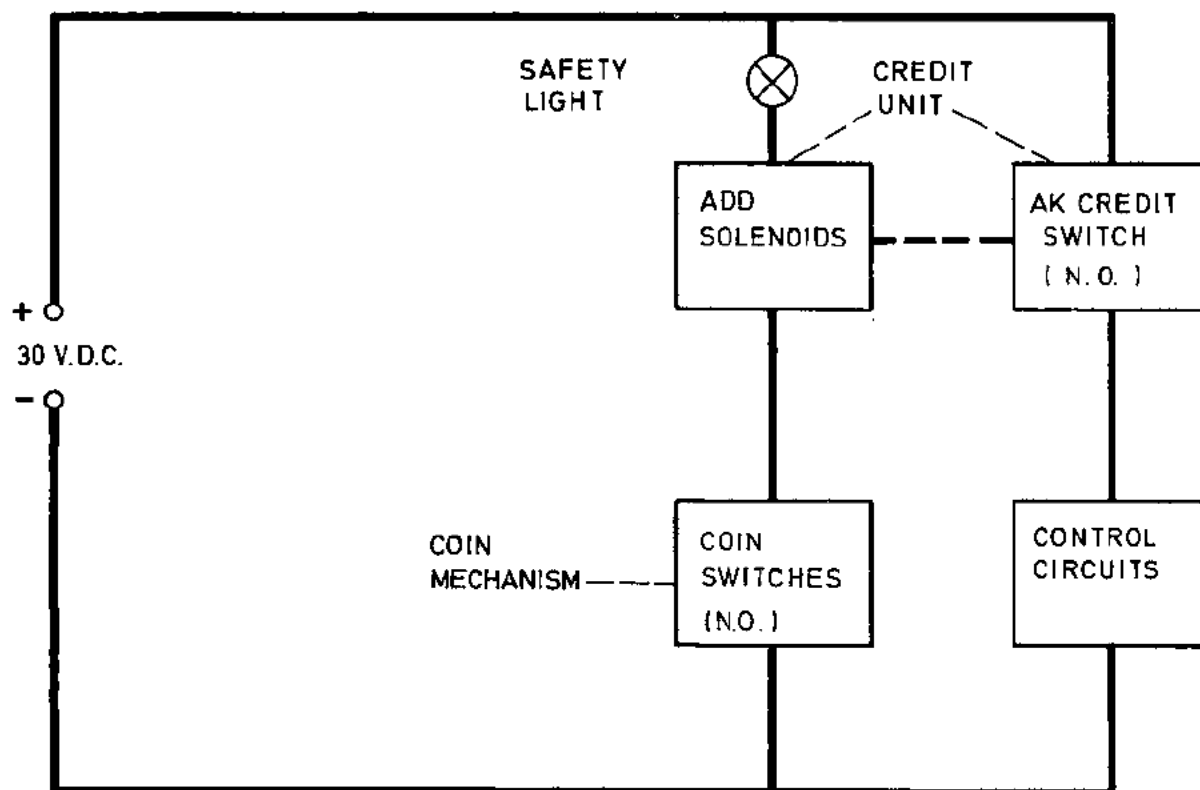 SAFETY
LIGHT
CREDIT
UNIT
ADD
SOLENOIDS
AK CREDIT
SWITCH
( N. O. )
+
30 V.D.C.
-
COIN
MECHANISM
COIN
SWITCHES
(N.O.)
CONTROL
CIRCUITS